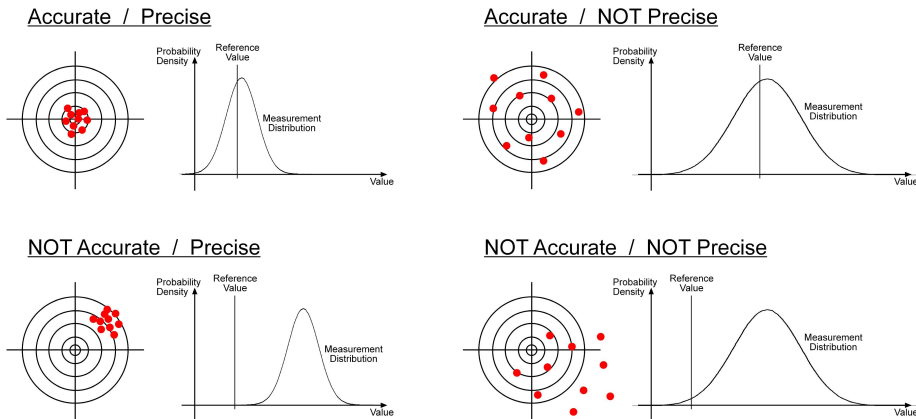 Accurate / Precise
Probability
Density
Reference
Value
Measurement
Distribution
Value
Accurate / NOT Precise
Probability
Density
Reference
Value
Measurement
Distribution
Value
NOT Accurate / Precise
Probability
Density
Reference
Value
Measurement
Distribution
Value
NOT Accurate / NOT Precise
Probability
Density
Reference
Value
Measurement
Distribution
Value